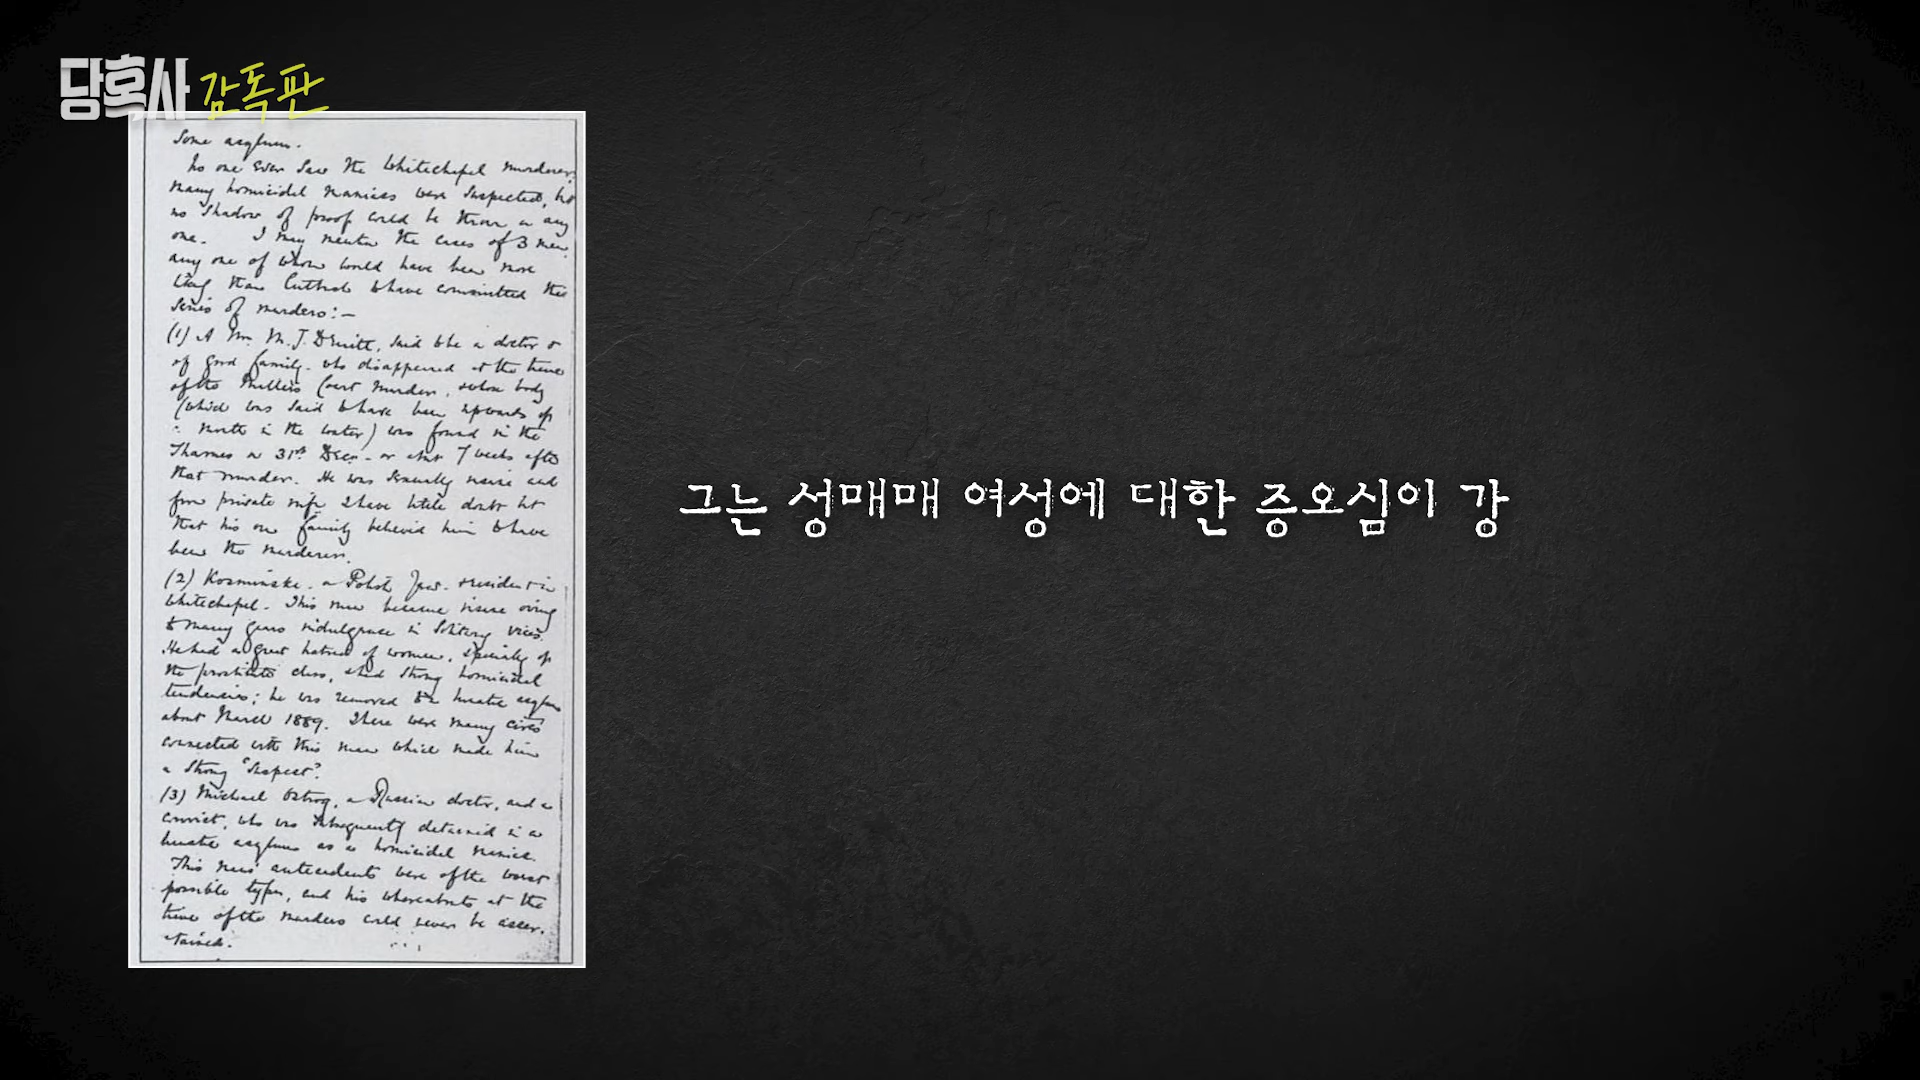 당혹사 감독판
Some asylum.
No one ever saw the Whitechapel murderer,
many homicidal maniacs were suspected, but
no shadow of proof could be thrown on any
one. I may mention the cases of 3 men,
any one of whom would have been more
likely than Cutbush to have committed this
series of murders:—
(1) A Mr. M. J. Druitt, said to be a doctor &
of good family. who disappeared at the time
of the Millers Court murder, whose body
(which was said to have been upwards of
month in the water) was found in the
Thames on 31st Decr. - or abt 7 weeks after
that murder. He was sexually insane and
from private info I have little doubt but
that his own family believed him to have
been the murderer.
(2) Kosminski. a Polish Jew. & resident in
Whitechapel. This man became insane owing
to many years indulgence in solitary vices.
He had a great hatred of women, specially of
the prostitute class, & had strong homicidal
tendencies; he was removed to a lunatic asylum
about March 1889. There were many circs
connected with this man which made him
a strong "suspect".
(3) Michael Ostrog, a Russian doctor, and a
convict, who was subsequently detained in a
lunatic asylum as a homicidal maniac.
This man's antecedents were of the worst
possible type, and his whereabouts at the
time of the murders could never be ascer-
tained.
그는 성매매 여성에 대한 증오심이 강